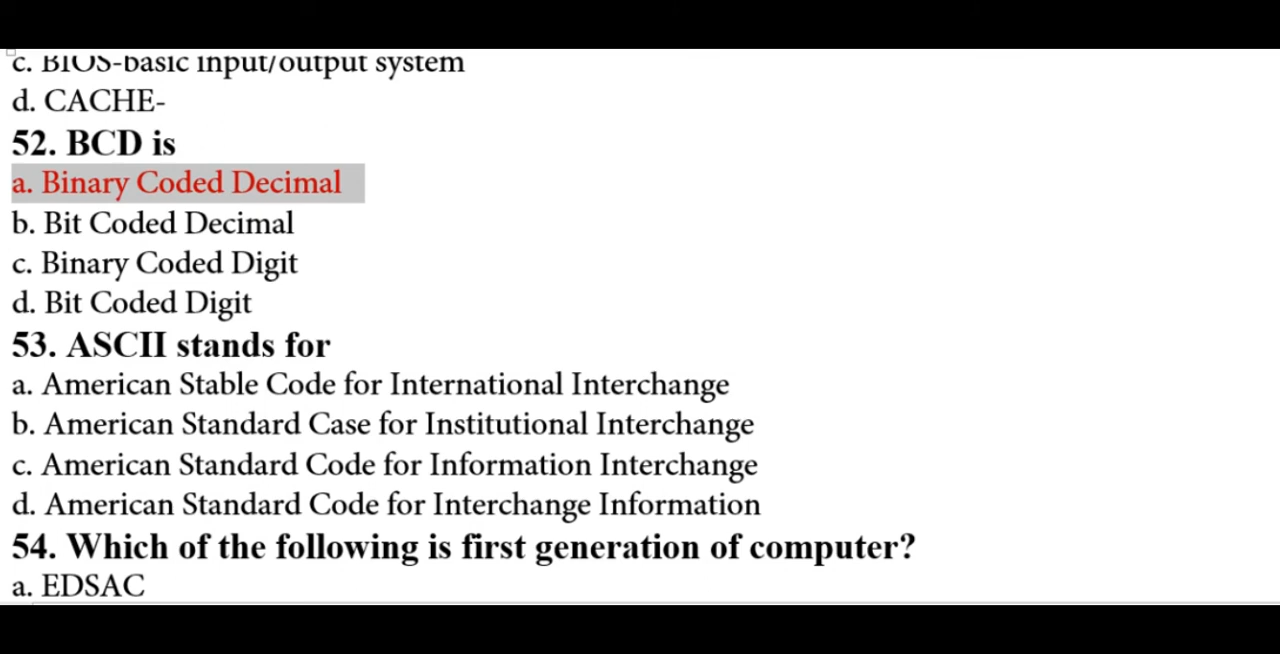 c. BIOS-basic input/output system
d. CACHE-
52. BCD is
a. Binary Coded Decimal
b. Bit Coded Decimal
c. Binary Coded Digit
d. Bit Coded Digit
53. ASCII stands for
a. American Stable Code for International Interchange
b. American Standard Case for Institutional Interchange
c. American Standard Code for Information Interchange
d. American Standard Code for Interchange Information
54. Which of the following is first generation of computer?
a. EDSAC